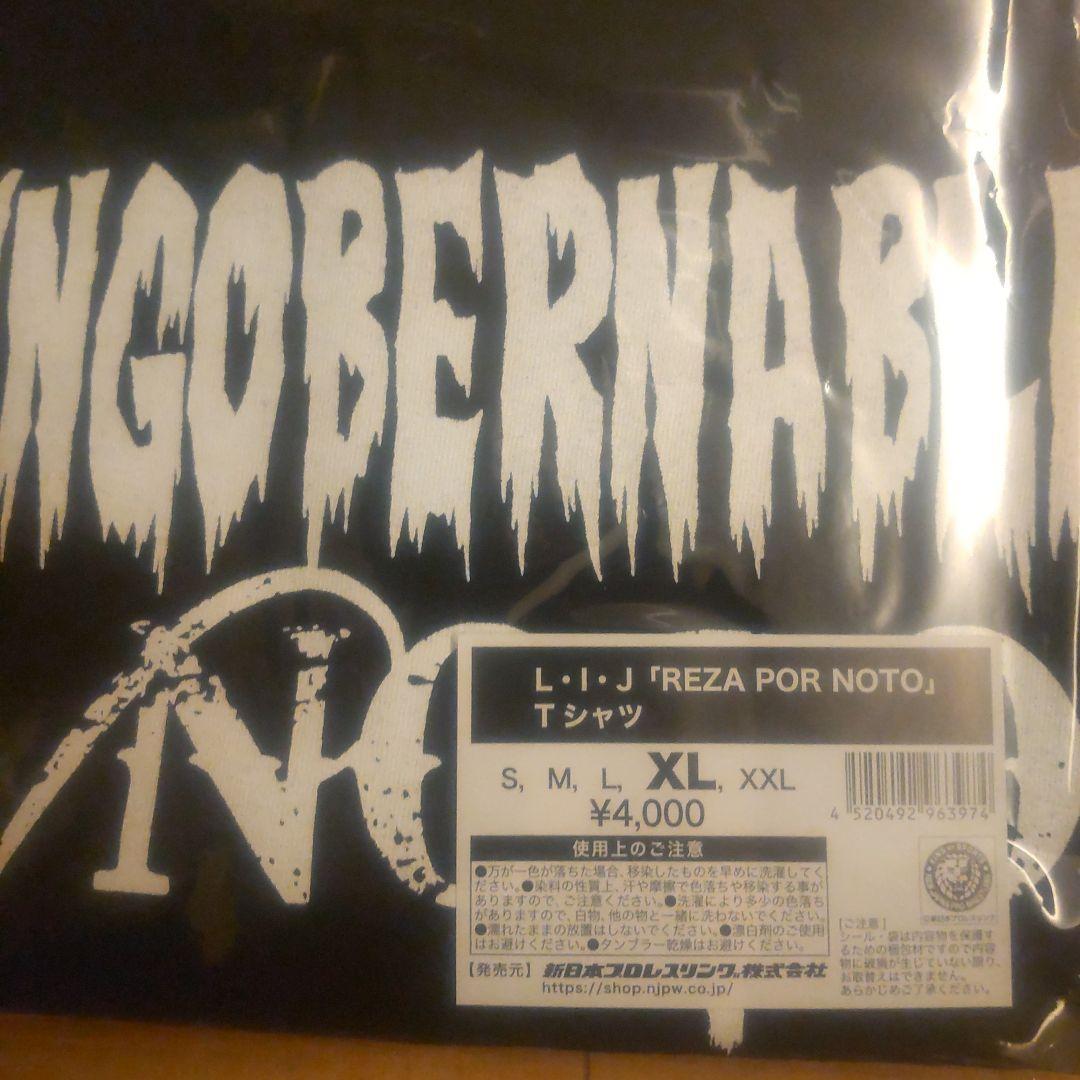 INGOBERNABL
L・I・J「REZA POR NOTO」
Tシャツ
S, M, L, XL, XXL
¥4,000
4 520492 963974
使用上のご注意
●万が一色が落ちた場合、移染したものを早めに洗濯してく
ださい。●染料の性質上、汗や摩擦で色落ちや移染する事が
ありますので、ご注意ください。●洗濯により多少の色落ち
がありますので、白物、他の物と一緒に洗わないでください。
●濡れたままの放置はしないでください。●漂白剤のご使用
はお避けください。●タンブラー乾燥はお避けください。
【発売元】新日本プロレスリング株式会社
https://shop.njpw.co.jp/
©新日本プロレスリング
【ご注意】
シール・袋は内容物を保護す
るための梱包材ですので内容
物に破損が生じていない限り、
お取替えはできません。
あらかじめご了承ください。